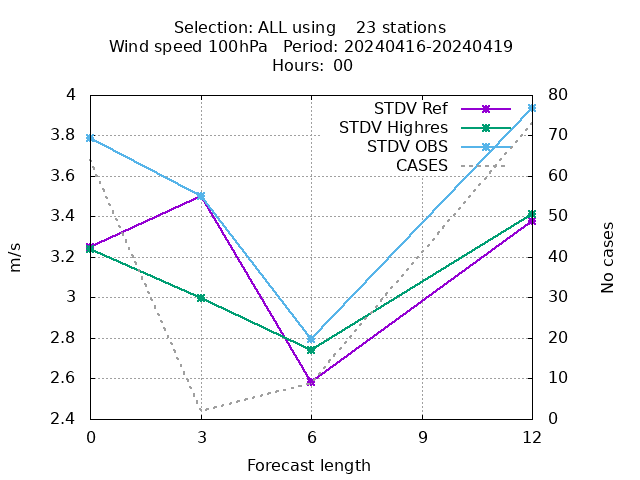 Selection: ALL using    23 stations
Wind speed 100hPa   Period: 20240416-20240419
Hours:  00
STDV Ref
STDV Highres
STDV OBS
CASES
4
3.8
3.6
3.4
3.2
3
2.8
2.6
2.4
m/s
80
70
60
50
40
30
20
10
0
No cases
0
3
6
9
12
Forecast length